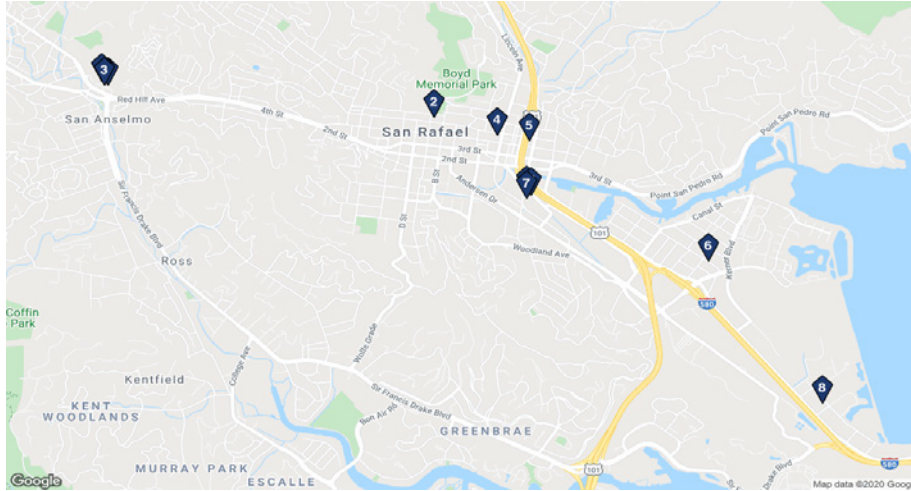 3
Red Hill Ave
San Anselmo
Sir Francis Drake Blvd
4th St
2nd St
Boyd
Memorial Park
2
San Rafael
Lincoln Ave
4
5
3rd St
2nd St
B St
D St
Andersen Dr
7
3rd St
Point San Pedro Rd
Point San Pedro Rd
Canal St
Kerner Blvd
6
Woodland Ave
101
580
Ross
Coffin
Park
Kentfield
KENT
WOODLANDS
College Ave
Wolfe Grade
Sir Francis Drake Blvd
Bon Air Rd
GREENBRAE
MURRAY PARK
ESCALLE
101
8
580
Drake Blvd
Google
Map data ©2020 Goog